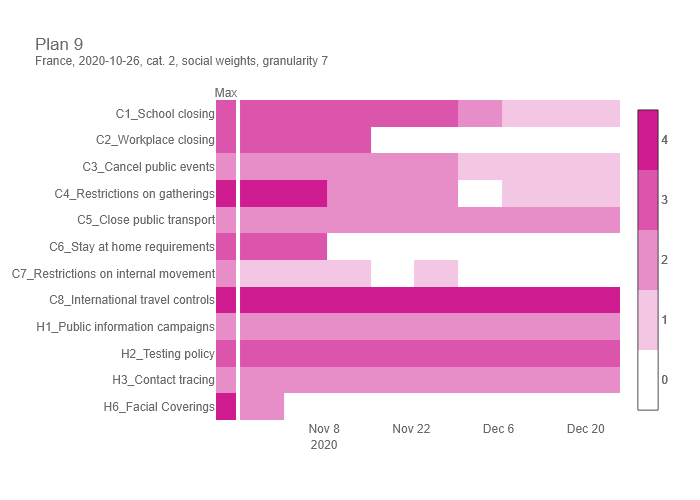 Plan 9
France, 2020-10-26, cat. 2, social weights, granularity 7
Max
C1_School closing
C2_Workplace closing
C3_Cancel public events
C4_Restrictions on gatherings
C5_Close public transport
C6_Stay at home requirements
C7_Restrictions on internal movement
C8_International travel controls
H1_Public information campaigns
H2_Testing policy
H3_Contact tracing
H6_Facial Coverings
Nov 8
2020
Nov 22
Dec 6
Dec 20
4
3
2
1
0